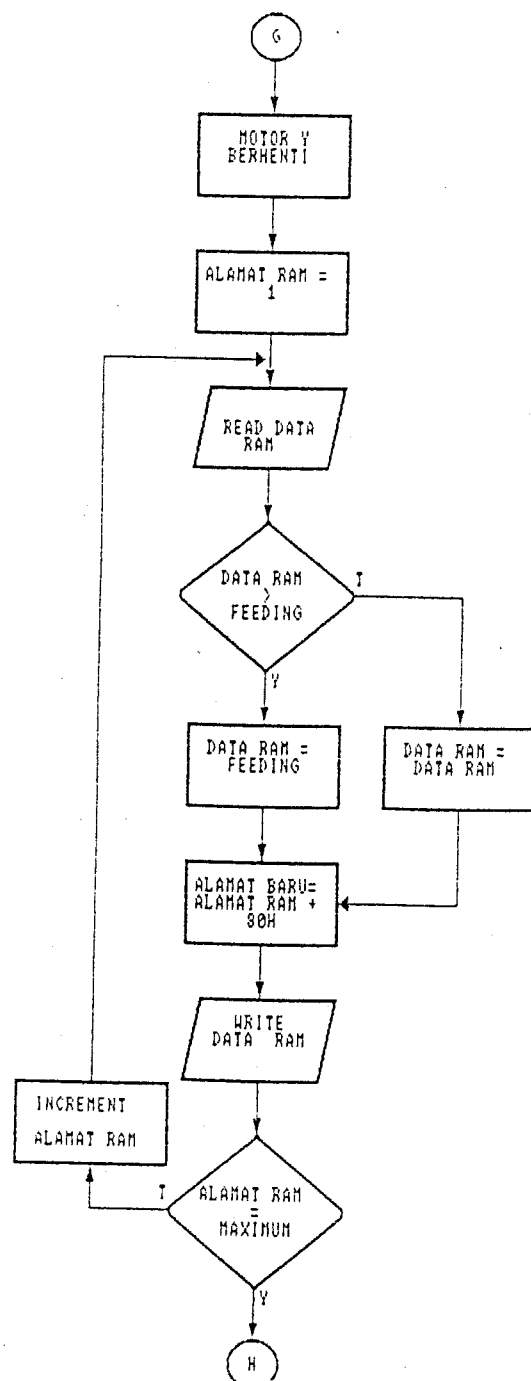 G
MOTOR Y
BERHENTI
ALAMAT RAM =
1
READ DATA
RAM
DATA RAM
>
FEEDING
T
Y
DATA RAM =
FEEDING
DATA RAM =
DATA RAM
ALAMAT BARU=
ALAMAT RAM +
80H
WRITE
DATA RAM
INCREMENT
ALAMAT RAM
T
ALAMAT RAM
=
MAXIMUM
Y
H